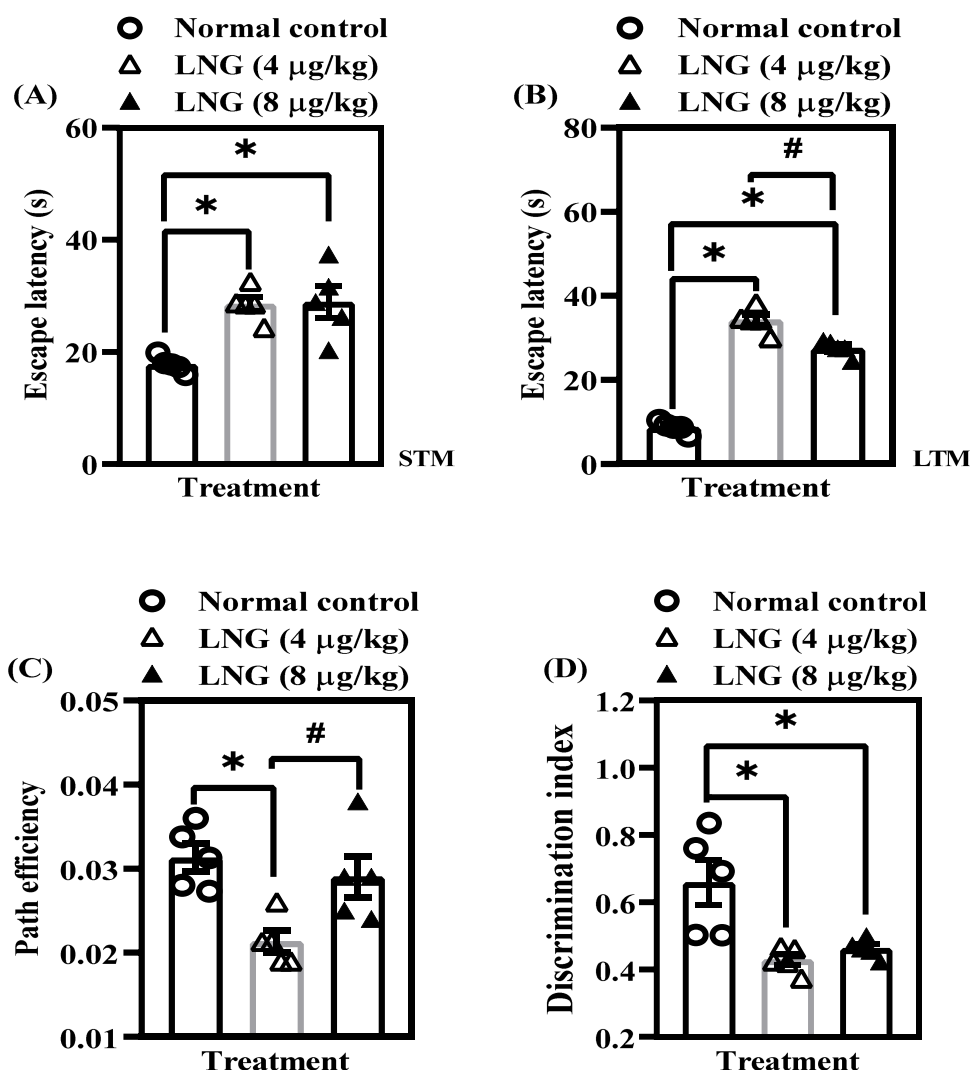 Normal control
LNG (4 µg/kg)
LNG (8 µg/kg)
(A)
60
40
20
0
Escape latency (s)
*
*
STM
Treatment
Normal control
LNG (4 µg/kg)
LNG (8 µg/kg)
(B)
80
60
40
20
0
Escape latency (s)
#
*
*
LTM
Treatment
Normal control
LNG (4 µg/kg)
LNG (8 µg/kg)
(C)
0.05
0.04
0.03
0.02
0.01
Path efficiency
#
*
Treatment
Normal control
LNG (4 µg/kg)
LNG (8 µg/kg)
(D)
1.2
1.0
0.8
0.6
0.4
0.2
Discrimination index
*
*
Treatment